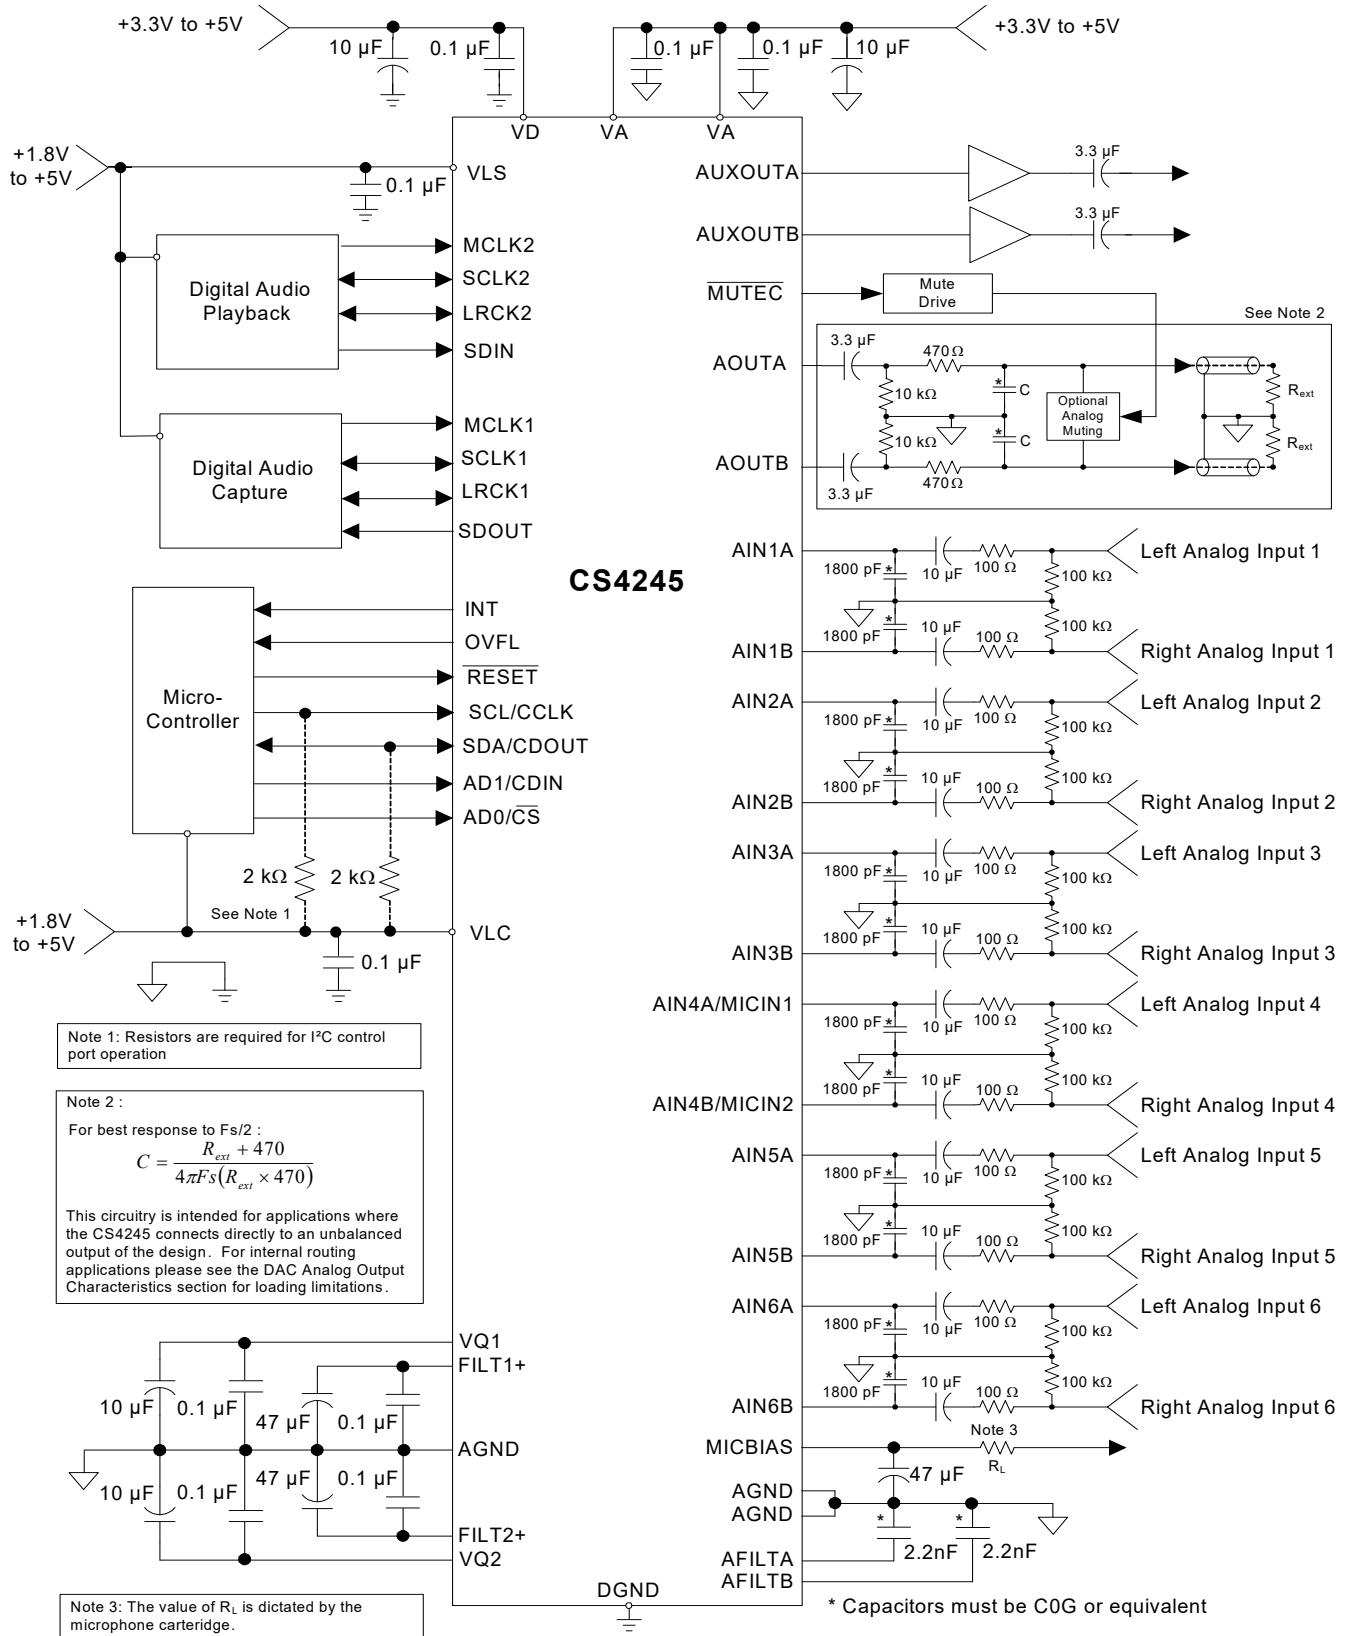 +3.3V to +5V
10 µF
0.1 µF
0.1 µF
0.1 µF
10 µF
+3.3V to +5V
VD
VA
VA
+1.8V
to +5V
0.1 µF
VLS
AUXOUTA
3.3 µF
AUXOUTB
3.3 µF
Digital Audio
Playback
MCLK2
SCLK2
LRCK2
SDIN
MUTEC
Mute
Drive
See Note 2
AOUTA
3.3 µF
470Ω
10 kΩ
* C
Optional
Analog
Muting
Rext
10 kΩ
* C
Rext
AOUTB
3.3 µF
470Ω
Digital Audio
Capture
MCLK1
SCLK1
LRCK1
SDOUT
CS4245
Micro-
Controller
INT
OVFL
RESET
SCL/CCLK
SDA/CDOUT
AD1/CDIN
AD0/CS
2 kΩ
2 kΩ
See Note 1
+1.8V
to +5V
VLC
0.1 µF
AIN1A
1800 pF *
10 µF
100 Ω
100 kΩ
Left Analog Input 1
AIN1B
1800 pF *
10 µF
100 Ω
100 kΩ
Right Analog Input 1
AIN2A
1800 pF *
10 µF
100 Ω
100 kΩ
Left Analog Input 2
AIN2B
1800 pF *
10 µF
100 Ω
100 kΩ
Right Analog Input 2
AIN3A
1800 pF *
10 µF
100 Ω
100 kΩ
Left Analog Input 3
AIN3B
1800 pF *
10 µF
100 Ω
100 kΩ
Right Analog Input 3
AIN4A/MICIN1
1800 pF *
10 µF
100 Ω
100 kΩ
Left Analog Input 4
AIN4B/MICIN2
1800 pF *
10 µF
100 Ω
100 kΩ
Right Analog Input 4
AIN5A
1800 pF *
10 µF
100 Ω
100 kΩ
Left Analog Input 5
AIN5B
1800 pF *
10 µF
100 Ω
100 kΩ
Right Analog Input 5
AIN6A
1800 pF *
10 µF
100 Ω
100 kΩ
Left Analog Input 6
AIN6B
1800 pF *
10 µF
100 Ω
100 kΩ
Right Analog Input 6
Note 1: Resistors are required for I²C control
port operation
Note 2 :
For best response to Fs/2 :
C = (Rext + 470) / (4πFs(Rext × 470))
This circuitry is intended for applications where
the CS4245 connects directly to an unbalanced
output of the design. For internal routing
applications please see the DAC Analog Output
Characteristics section for loading limitations.
VQ1
FILT1+
10 µF
0.1 µF
47 µF
0.1 µF
AGND
10 µF
0.1 µF
47 µF
0.1 µF
FILT2+
VQ2
MICBIAS
Note 3
RL
47 µF
AGND
AGND
*
*
2.2nF
2.2nF
AFILTA
AFILTB
DGND
* Capacitors must be C0G or equivalent
Note 3: The value of RL is dictated by the
microphone carteridge.